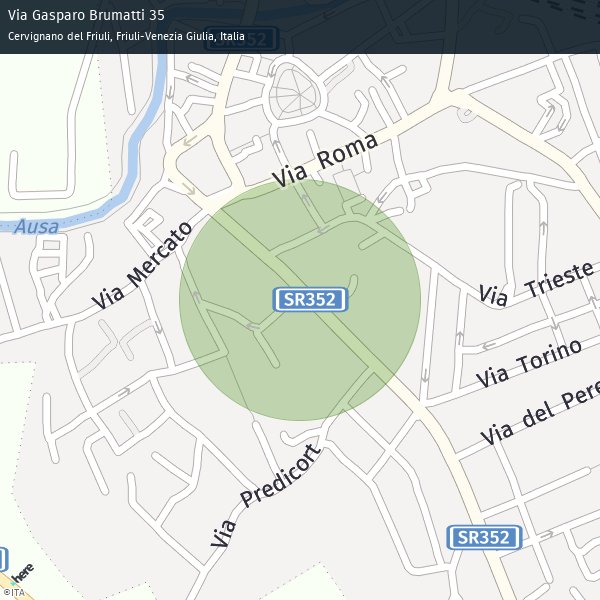 Via Gasparo Brumatti 35
Cervignano del Friuli, Friuli-Venezia Giulia, Italia
SR352
Via Roma
Ausa
Via Mercato
Via Trieste
SR352
Via Torino
Via del Pere
Via Predicort
SR352
here
©ITA